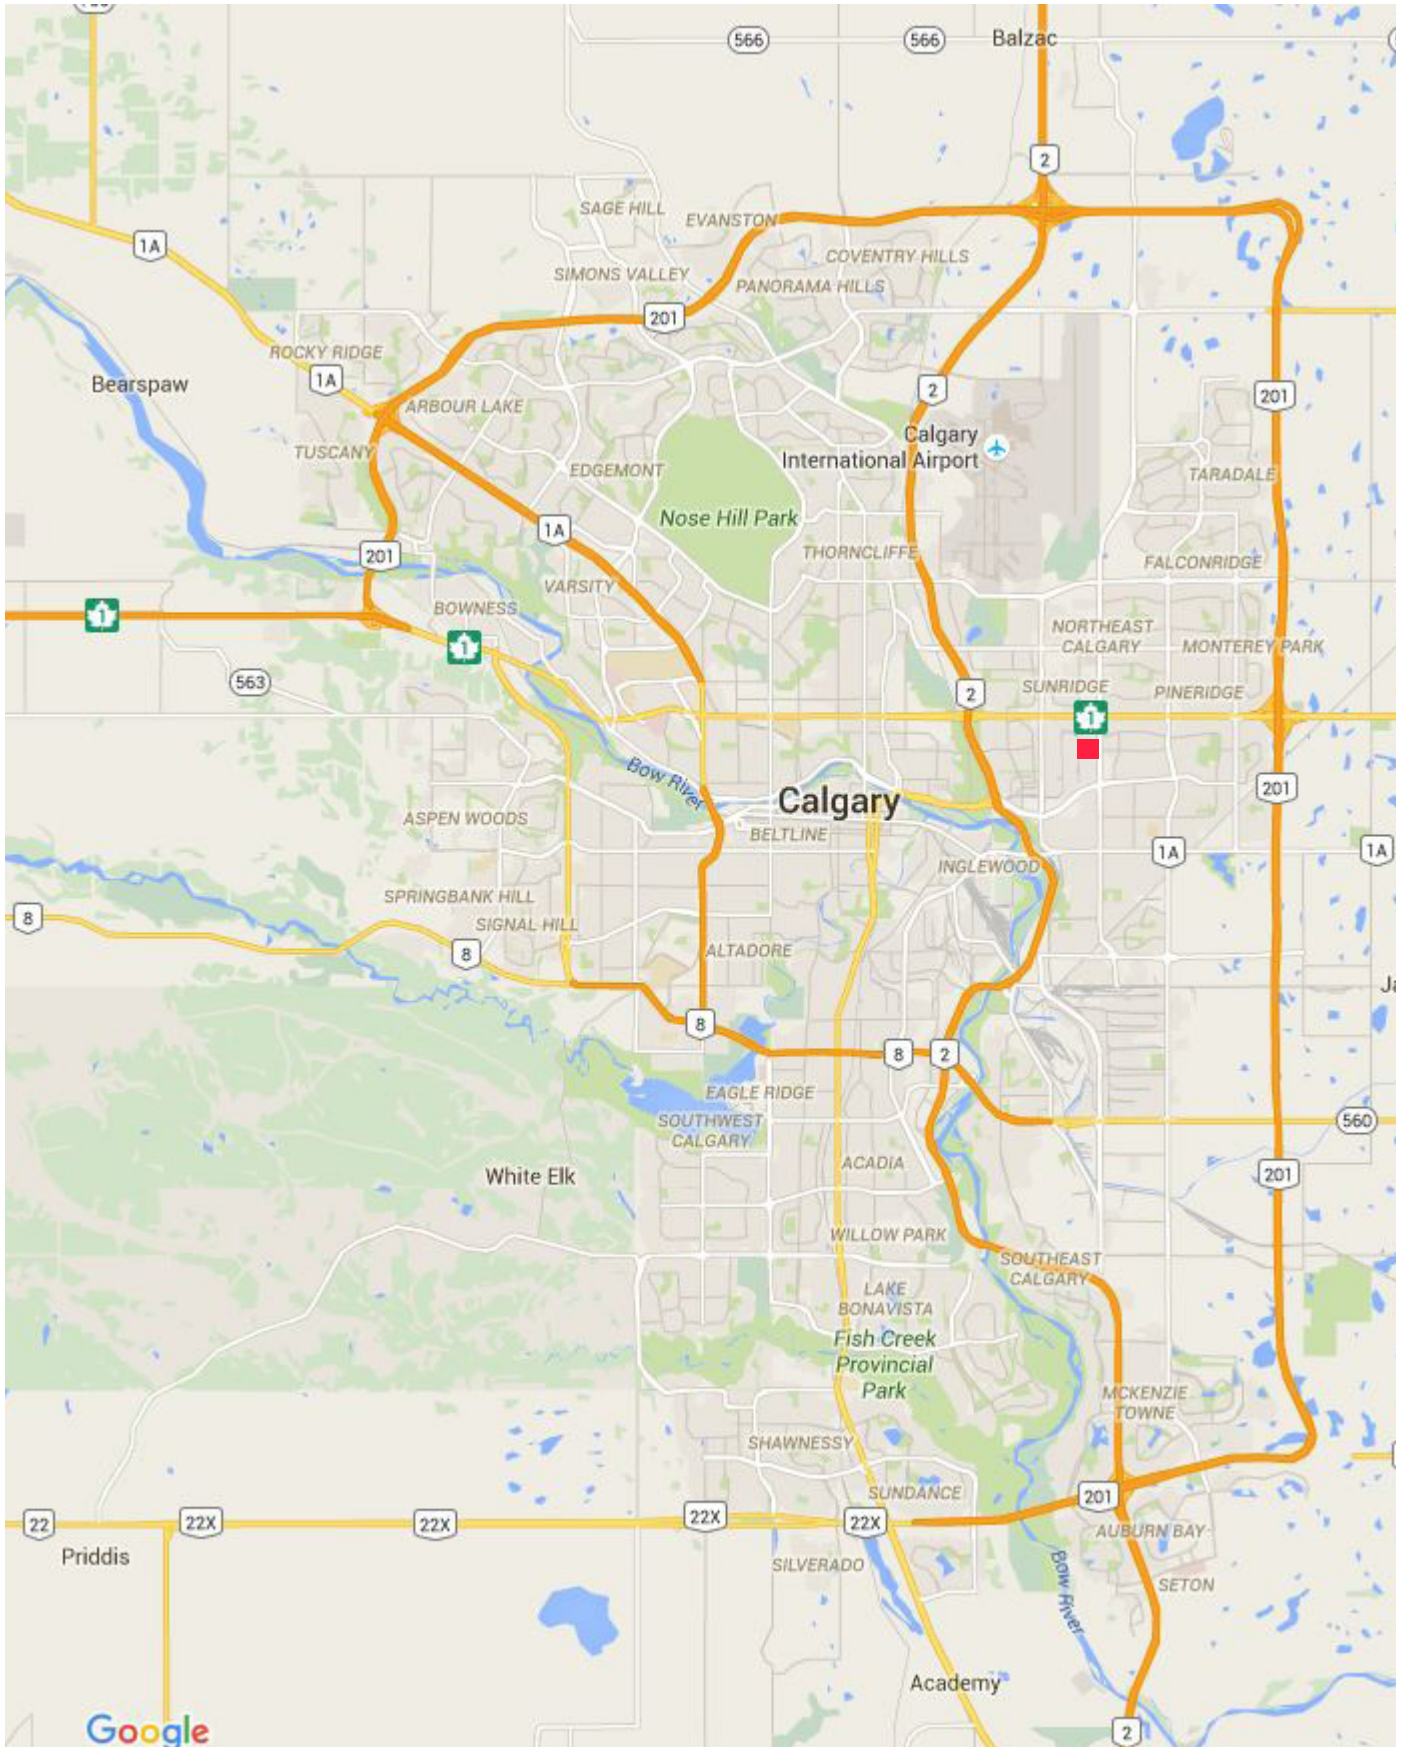 566
566
Balzac
2
SAGE HILL
EVANSTON
1A
COVENTRY HILLS
SIMONS VALLEY
PANORAMA HILLS
201
ROCKY RIDGE
1A
Bearspaw
2
201
ARBOUR LAKE
Calgary
International Airport
TUSCANY
EDGEMONT
TARADALE
Nose Hill Park
1A
201
THORNCLIFFE
FALCONRIDGE
VARSITY
BOWNESS
1
NORTHEAST
CALGARY
MONTEREY PARK
1
563
2
SUNRIDGE
PINERIDGE
1
Bow River
201
Calgary
ASPEN WOODS
BELTLINE
1A
1A
INGLEWOOD
SPRINGBANK HILL
8
SIGNAL HILL
8
ALTADORE
Ja
8
8
2
EAGLE RIDGE
SOUTHWEST
CALGARY
560
ACADIA
White Elk
201
WILLOW PARK
SOUTHEAST
CALGARY
LAKE
BONAVISTA
Fish Creek
Provincial
Park
MCKENZIE
TOWNE
SHAWNESSY
SUNDANCE
201
22
22X
22X
22X
22X
AUBURN BAY
Priddis
SILVERADO
SETON
Bow River
Academy
Google
2